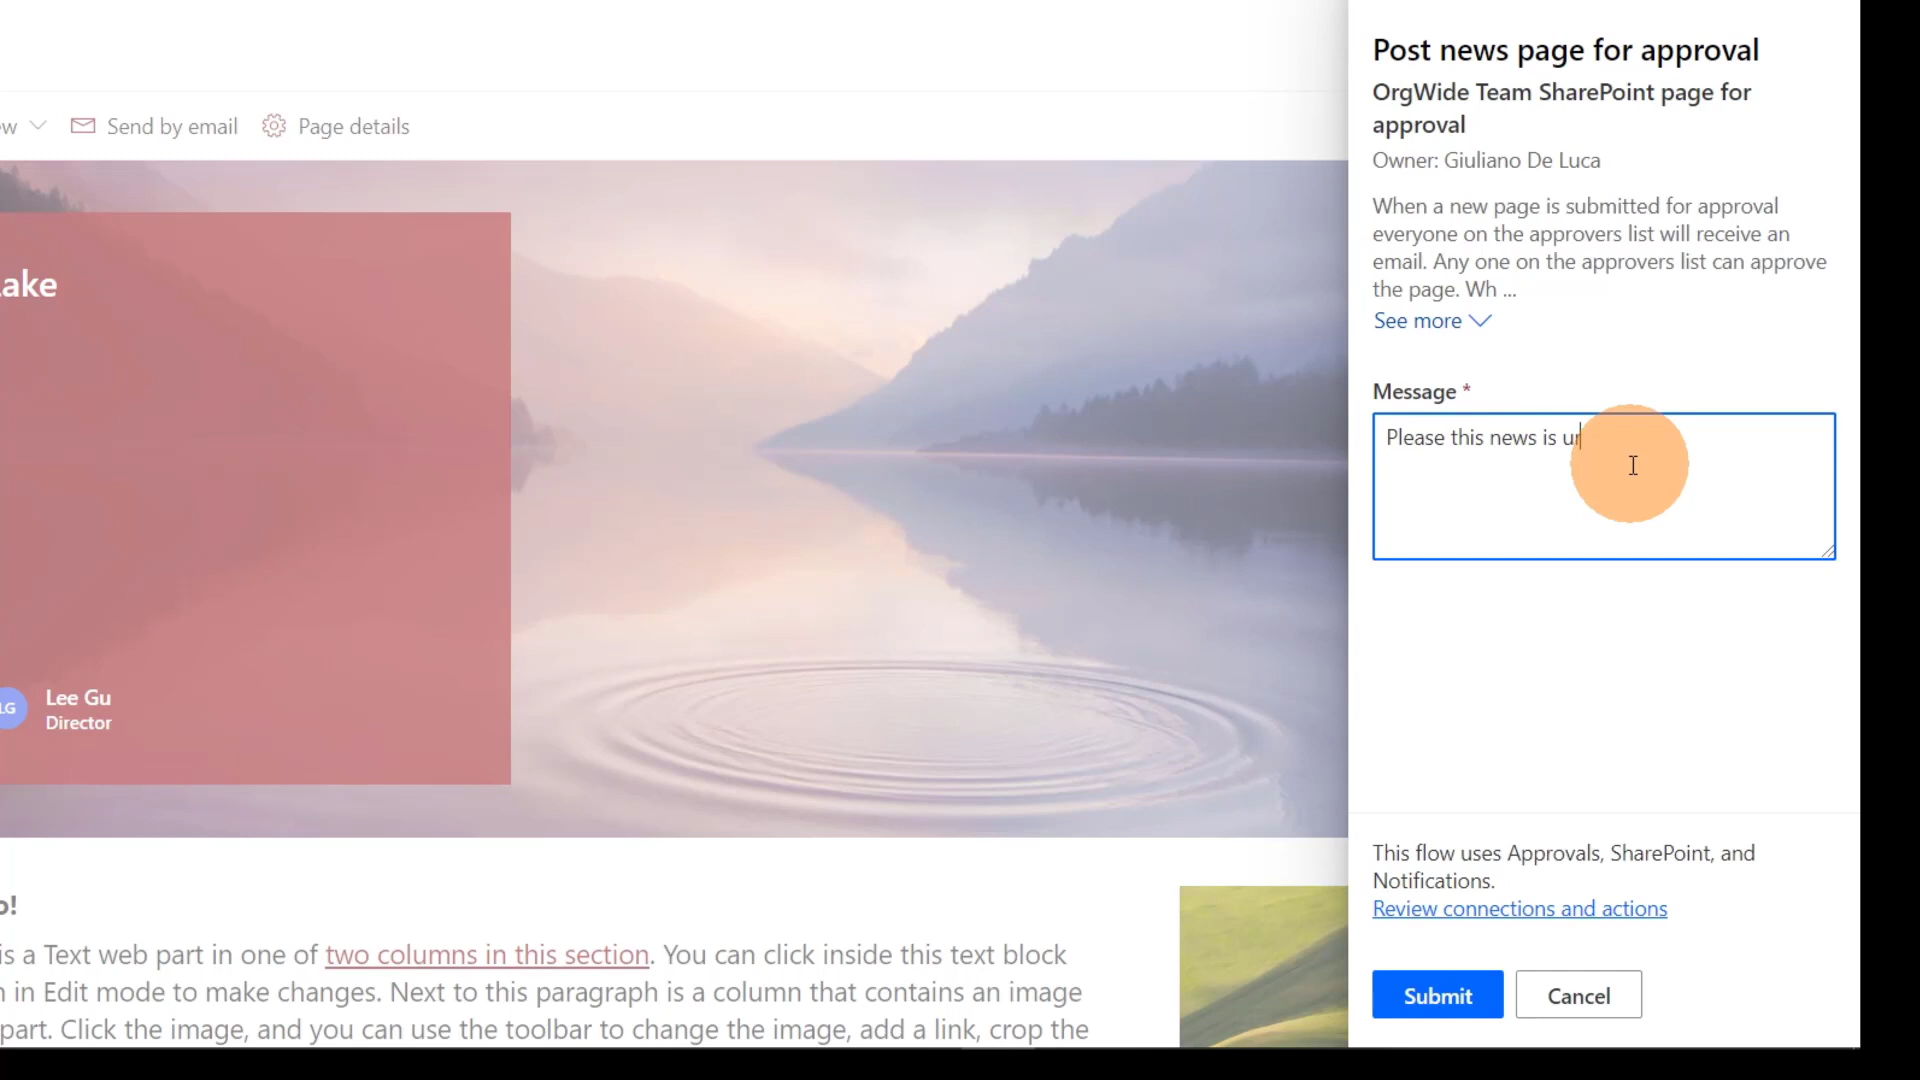 Post news page for approval
OrgWide Team SharePoint page for
approval
Owner: Giuliano De Luca
When a new page is submitted for approval
everyone on the approvers list will receive an
email. Any one on the approvers list can approve
the page. Wh ...
See more
Message *
Please this news is ur
This flow uses Approvals, SharePoint, and
Notifications.
Review connections and actions
Submit Cancel
ew Send by email Page details
Lake
LG Lee Gu
Director
o!
is a Text web part in one of two columns in this section. You can click inside this text block
n in Edit mode to make changes. Next to this paragraph is a column that contains an image
part. Click the image, and you can use the toolbar to change the image, add a link, crop the